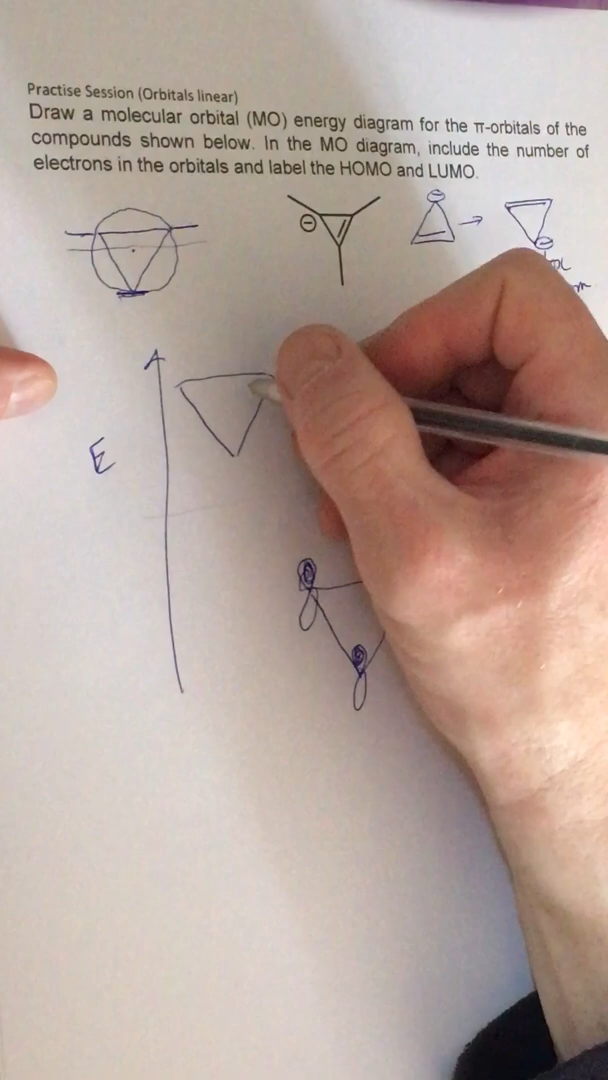 Practise Session (Orbitals linear)
Draw a molecular orbital (MO) energy diagram for the π-orbitals of the
compounds shown below. In the MO diagram, include the number of
electrons in the orbitals and label the HOMO and LUMO.
E